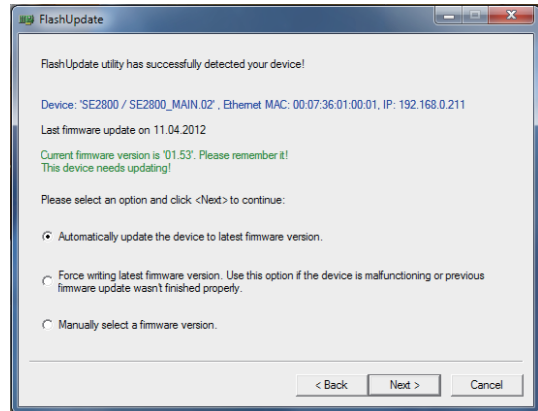 FlashUpdate
FlashUpdate utility has successfully detected your device!
Device: 'SE2800 / SE2800_MAIN.02' , Ethernet MAC: 00:07:36:01:00:01, IP: 192.168.0.211
Last firmware update on 11.04.2012
Current firmware version is '01.53'. Please remember it!
This device needs updating!
Please select an option and click <Next> to continue:
Automatically update the device to latest firmware version.
Force writing latest firmware version. Use this option if the device is malfunctioning or previous
firmware update wasn't finished properly.
Manually select a firmware version.
< Back Next > Cancel